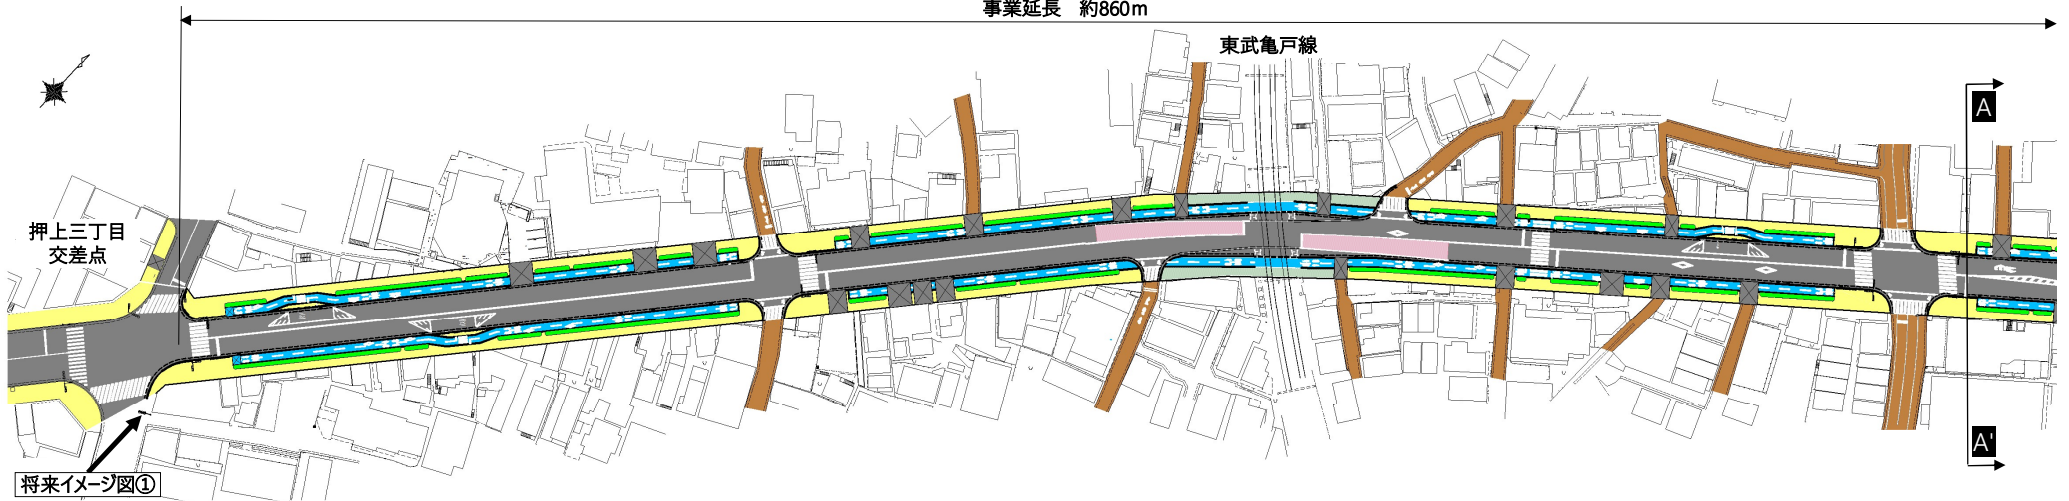 事業延長 約860m
東武亀戸線
A
押上三丁目
交差点
A'
将来イメージ図①